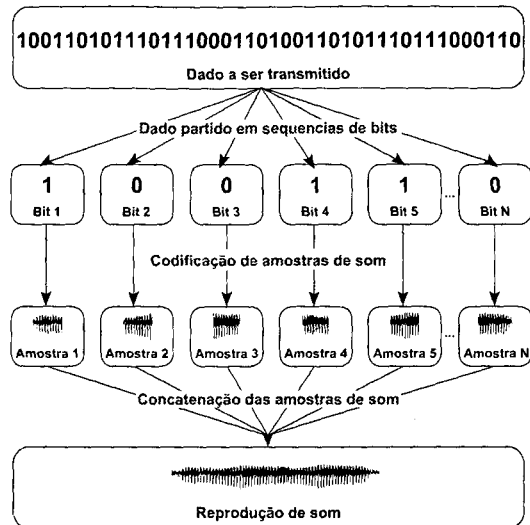 100110101110111000110100110101110111000110
Dado a ser transmitido
Dado partido em sequencias de bits
1 0 0 1 1 0
Bit 1 Bit 2 Bit 3 Bit 4 Bit 5 ... Bit N
Codificação de amostras de som
Amostra 1 Amostra 2 Amostra 3 Amostra 4 Amostra 5 ... Amostra N
Concatenação das amostras de som
Reprodução de som